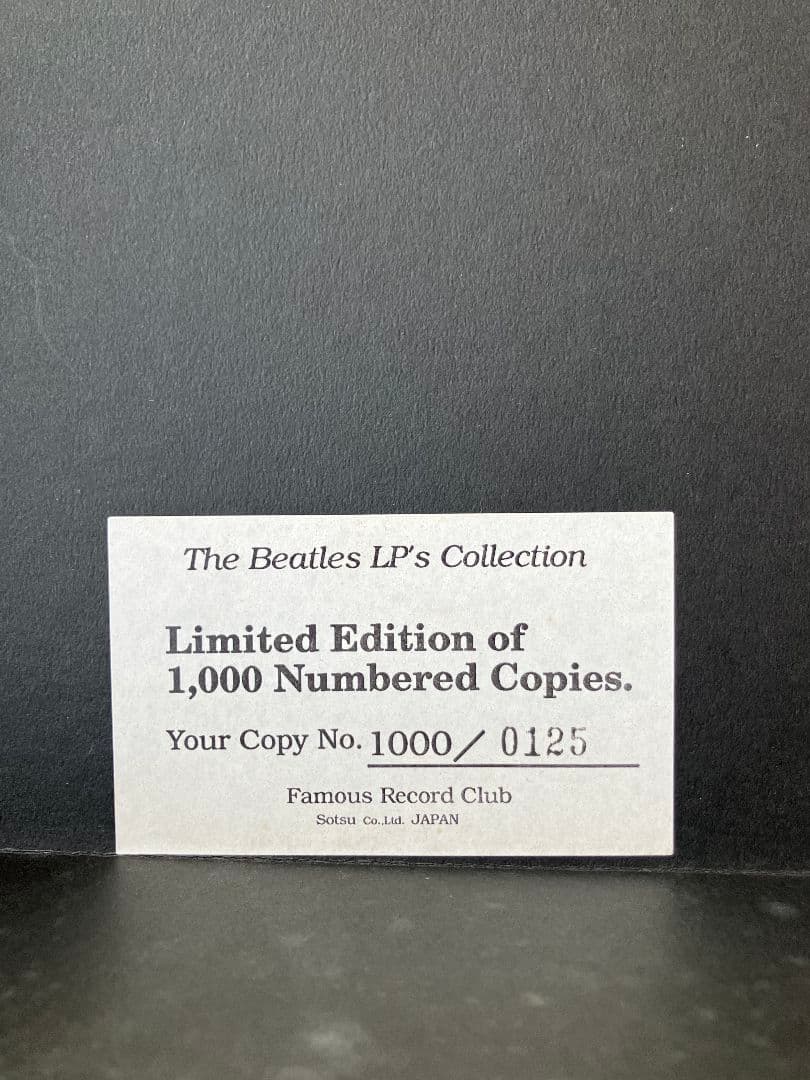 The Beatles LP's Collection
Limited Edition of
1,000 Numbered Copies.
Your Copy No. 1000/ 0125
Famous Record Club
Sotsu Co.,Ltd. JAPAN